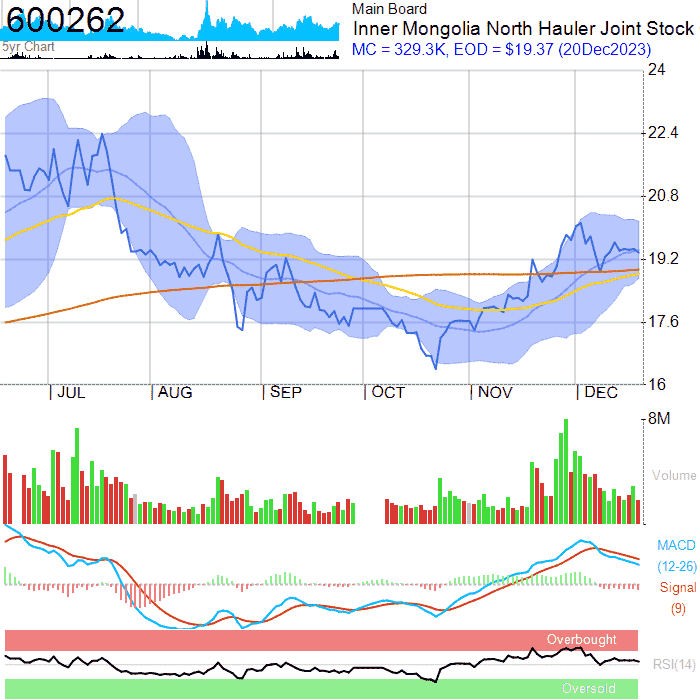 600262
Main Board
Inner Mongolia North Hauler Joint Stock
5yr Chart
MC = 329.3K, EOD = $19.37 (20Dec2023)
24
22.4
20.8
19.2
17.6
16
JUL
AUG
SEP
OCT
NOV
DEC
8M
Volume
MACD
(12-26)
Signal
(9)
Overbought
RSI(14)
Oversold